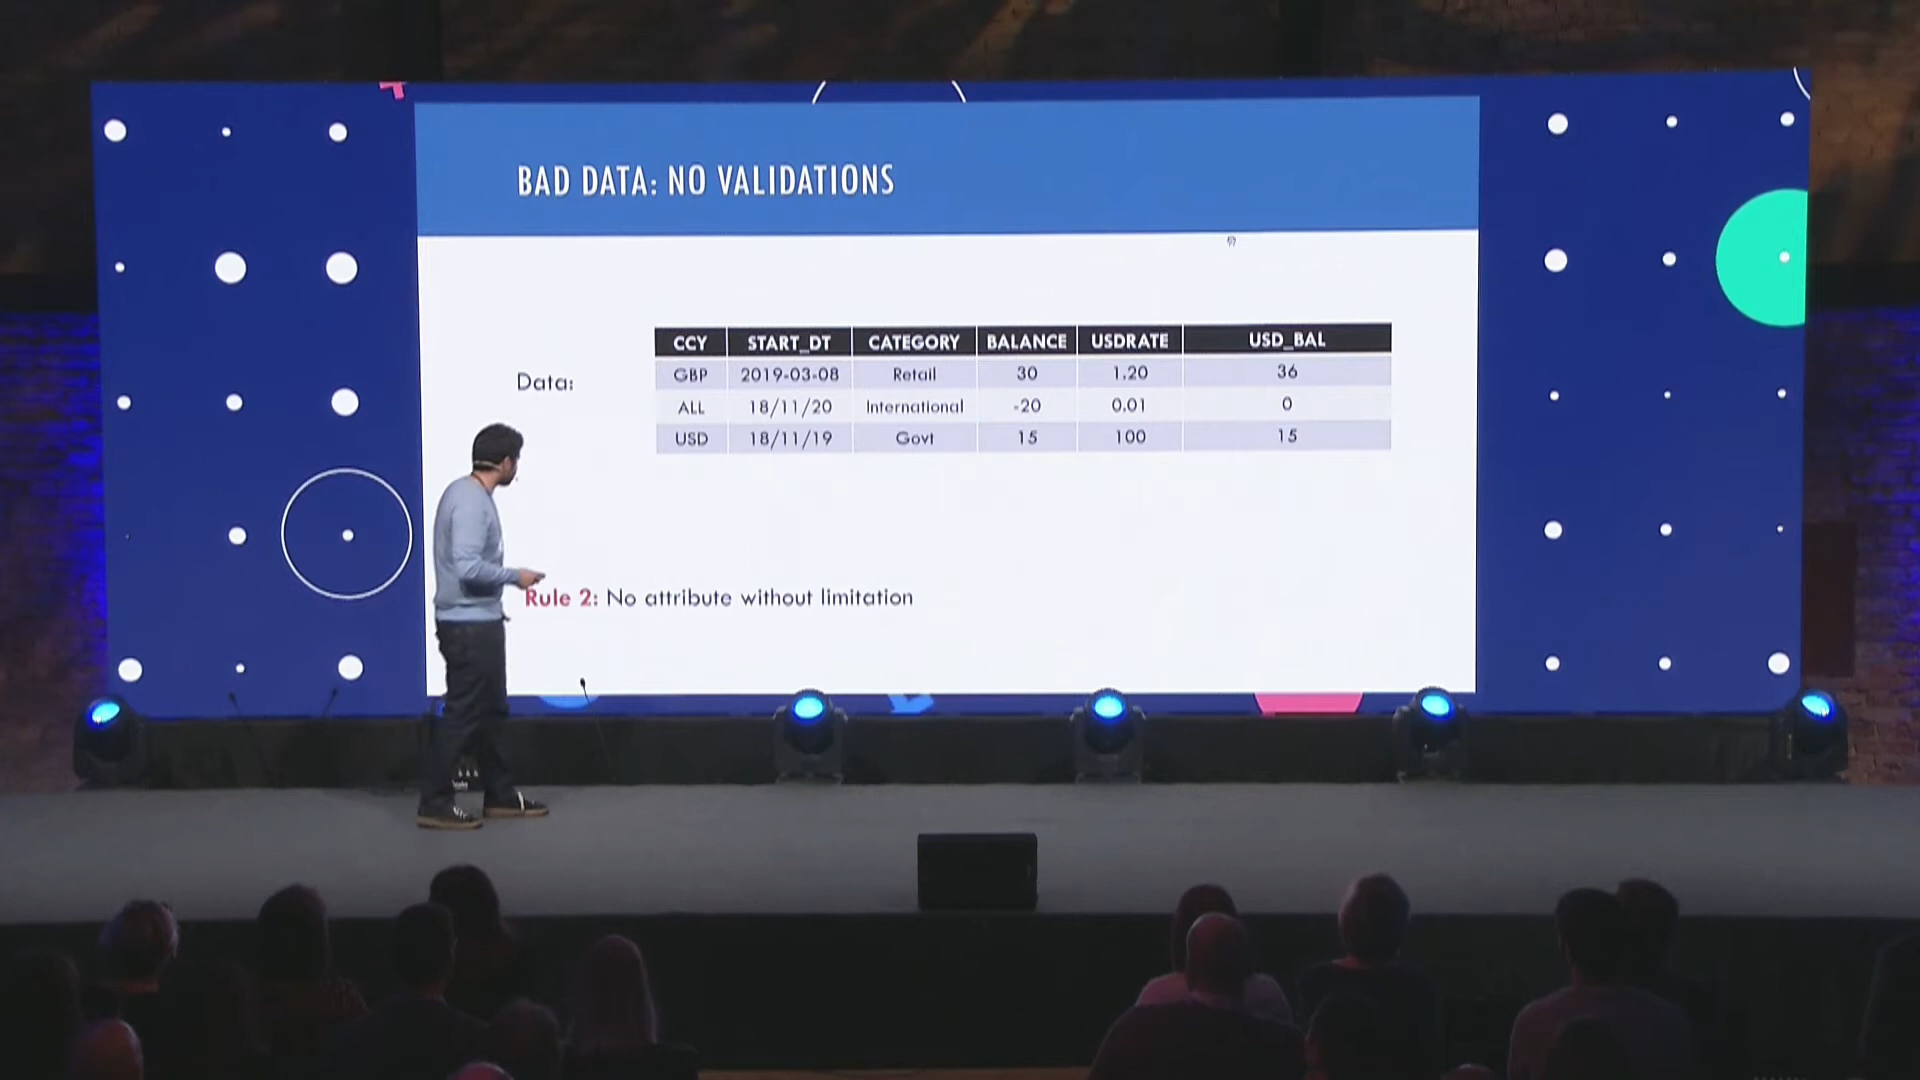 BAD DATA: NO VALIDATIONS
CCY START_DT CATEGORY BALANCE USDRATE USD_BAL
Data:
GBP 2019-03-08 Retail 30 1.20 36
ALL 18/11/20 International -20 0.01 0
USD 18/11/19 Govt 15 100 15
Rule 2: No attribute without limitation